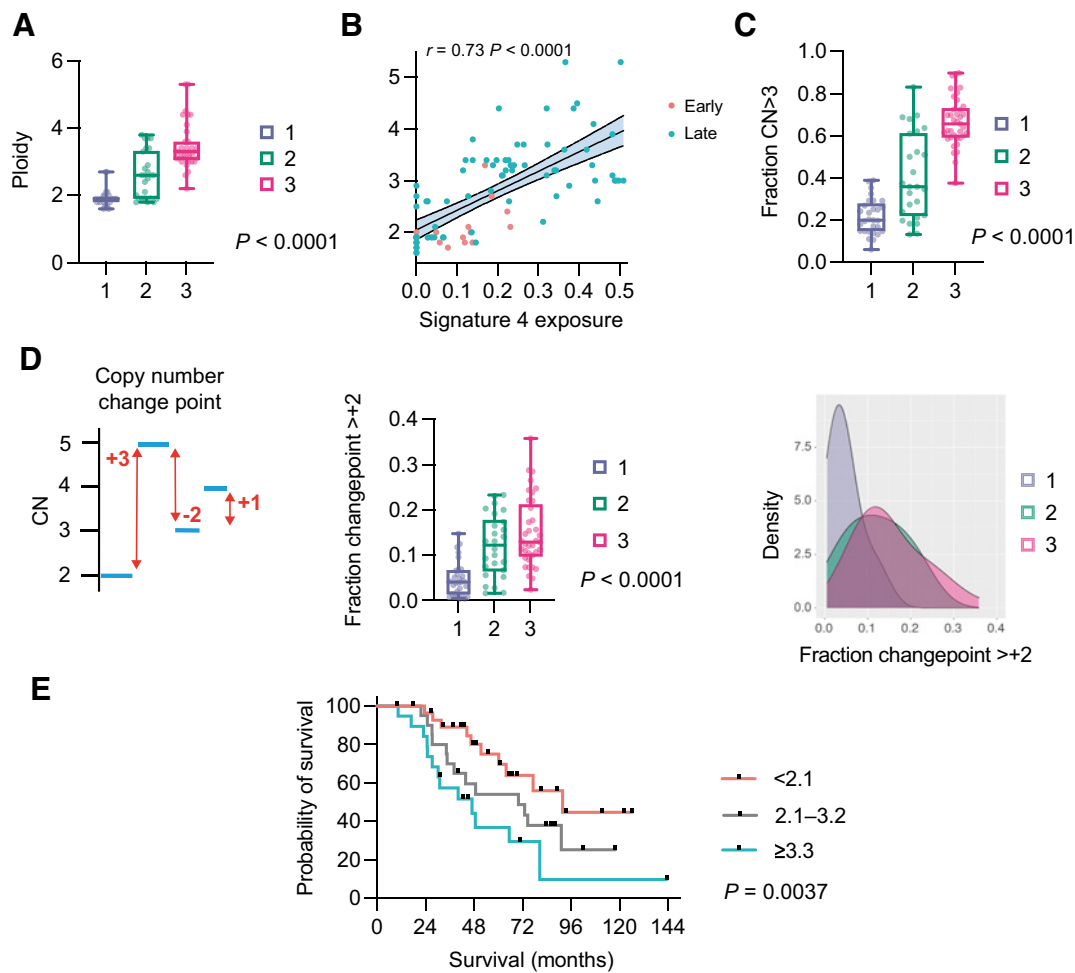 A
6
4
2
0
Ploidy
1 2 3
1
2
3
P < 0.0001
B
r = 0.73 P < 0.0001
5
4
3
2
0.0 0.1 0.2 0.3 0.4 0.5
Signature 4 exposure
Early
Late
C
Fraction CN>3
1.0
0.8
0.6
0.4
0.2
0.0
1 2 3
1
2
3
P < 0.0001
D
Copy number
change point
CN
5
4
3
2
+3
-2
+1
Fraction changepoint >+2
0.4
0.3
0.2
0.1
0.0
1 2 3
1
2
3
P < 0.0001
Density
7.5
5.0
2.5
0.0
0.0 0.1 0.2 0.3 0.4
Fraction changepoint >+2
1
2
3
E
Probability of survival
100
80
60
40
20
0
0 24 48 72 96 120 144
Survival (months)
<2.1
2.1–3.2
≥3.3
P = 0.0037